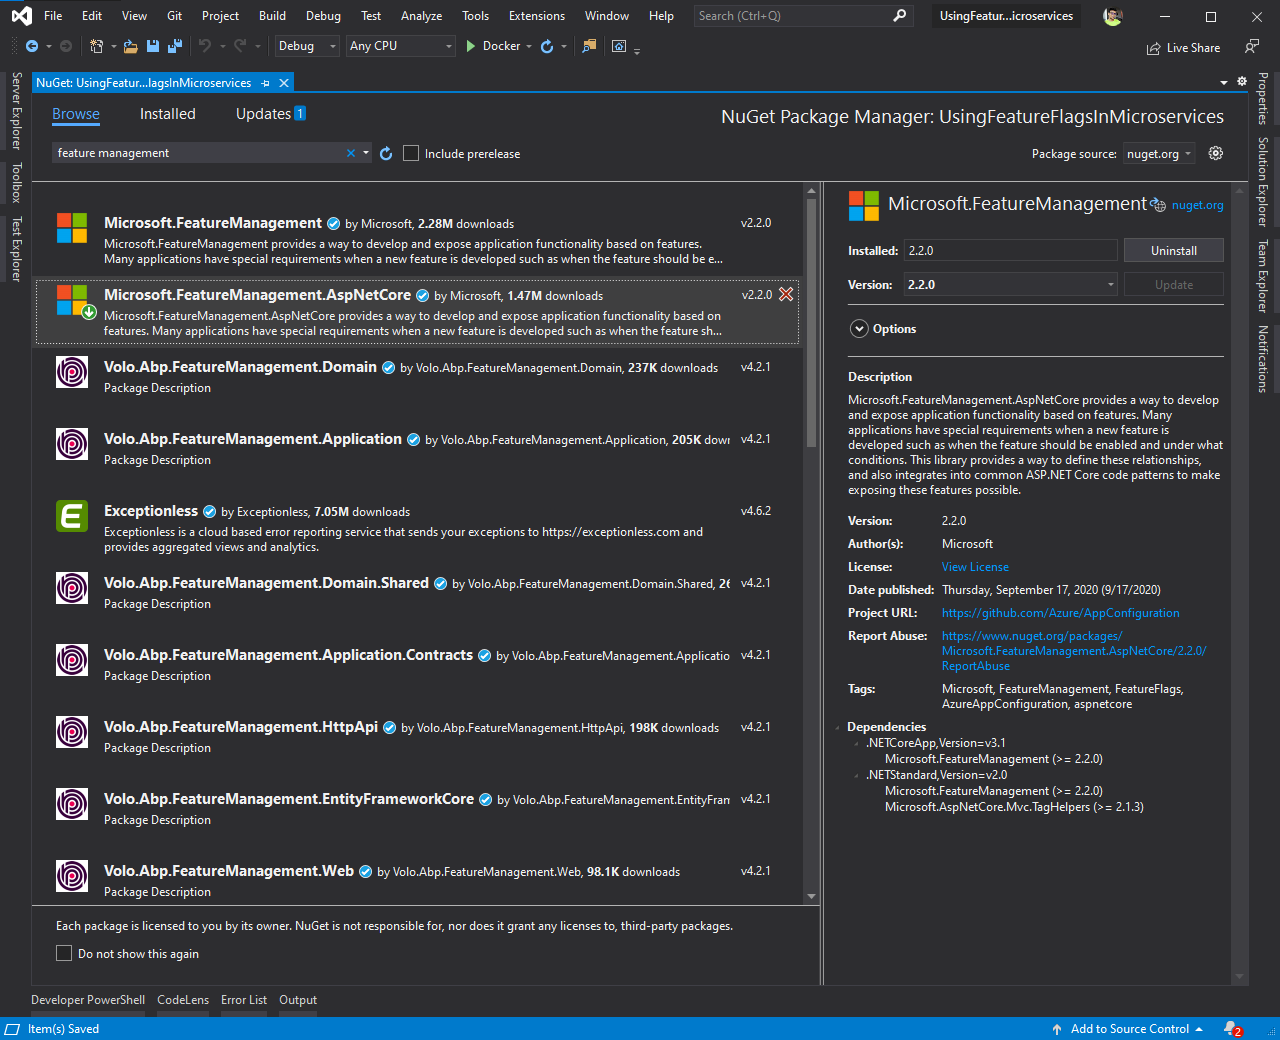 File Edit View Git Project Build Debug Test Analyze Tools Extensions Window Help Search (Ctrl+Q) UsingFeatur...icroservices
Debug Any CPU Docker Live Share
Server Explorer
Toolbox
Test Explorer
NuGet: UsingFeatur...lagsInMicroservices
Browse Installed Updates 1
NuGet Package Manager: UsingFeatureFlagsInMicroservices
feature management Include prerelease Package source: nuget.org
Microsoft.FeatureManagement by Microsoft, 2.28M downloads v2.2.0
Microsoft.FeatureManagement provides a way to develop and expose application functionality based on features.
Many applications have special requirements when a new feature is developed such as when the feature should be e...
Microsoft.FeatureManagement.AspNetCore by Microsoft, 1.47M downloads v2.2.0
Microsoft.FeatureManagement.AspNetCore provides a way to develop and expose application functionality based on
features. Many applications have special requirements when a new feature is developed such as when the feature sh...
Volo.Abp.FeatureManagement.Domain by Volo.Abp.FeatureManagement.Domain, 237K downloads v4.2.1
Package Description
Volo.Abp.FeatureManagement.Application by Volo.Abp.FeatureManagement.Application, 205K dowr v4.2.1
Package Description
E
Exceptionless by Exceptionless, 7.05M downloads v4.6.2
Exceptionless is a cloud based error reporting service that sends your exceptions to https://exceptionless.com and
provides aggregated views and analytics.
Volo.Abp.FeatureManagement.Domain.Shared by Volo.Abp.FeatureManagement.Domain.Shared, 26 v4.2.1
Package Description
Volo.Abp.FeatureManagement.Application.Contracts by Volo.Abp.FeatureManagement.Applicatio v4.2.1
Package Description
Volo.Abp.FeatureManagement.HttpApi by Volo.Abp.FeatureManagement.HttpApi, 198K downloads v4.2.1
Package Description
Volo.Abp.FeatureManagement.EntityFrameworkCore by Volo.Abp.FeatureManagement.EntityFran v4.2.1
Package Description
Volo.Abp.FeatureManagement.Web by Volo.Abp.FeatureManagement.Web, 98.1K downloads v4.2.1
Package Description
Each package is licensed to you by its owner. NuGet is not responsible for, nor does it grant any licenses to, third-party packages.
Do not show this again
Microsoft.FeatureManagement nuget.org
Installed: 2.2.0 Uninstall
Version: 2.2.0 Update
Options
Description
Microsoft.FeatureManagement.AspNetCore provides a way to develop
and expose application functionality based on features. Many
applications have special requirements when a new feature is
developed such as when the feature should be enabled and under what
conditions. This library provides a way to define these relationships,
and also integrates into common ASP.NET Core code patterns to make
exposing these features possible.
Version: 2.2.0
Author(s): Microsoft
License: View License
Date published: Thursday, September 17, 2020 (9/17/2020)
Project URL: https://github.com/Azure/AppConfiguration
Report Abuse: https://www.nuget.org/packages/
Microsoft.FeatureManagement.AspNetCore/2.2.0/
ReportAbuse
Tags: Microsoft, FeatureManagement, FeatureFlags,
AzureAppConfiguration, aspnetcore
Dependencies
.NETCoreApp,Version=v3.1
Microsoft.FeatureManagement (>= 2.2.0)
.NETStandard,Version=v2.0
Microsoft.FeatureManagement (>= 2.2.0)
Microsoft.AspNetCore.Mvc.TagHelpers (>= 2.1.3)
Properties
Solution Explorer
Team Explorer
Notifications
Developer PowerShell CodeLens Error List Output
Item(s) Saved Add to Source Control 2